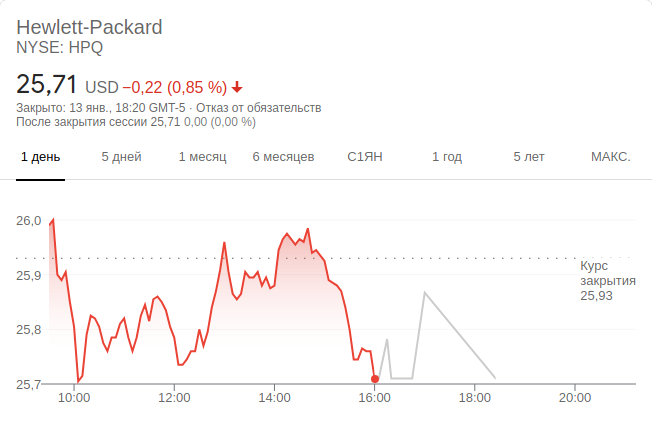 Hewlett-Packard
NYSE: HPQ
25,71 USD −0,22 (0,85 %)
Закрыто: 13 янв., 18:20 GMT-5 · Отказ от обязательств
После закрытия сессии 25,71 0,00 (0,00 %)
1 день 5 дней 1 месяц 6 месяцев С1ЯН 1 год 5 лет МАКС.
26,0
Курс
25,9
закрытия
25,93
25,8
25,7
10:00 12:00 14:00 16:00 18:00 20:00